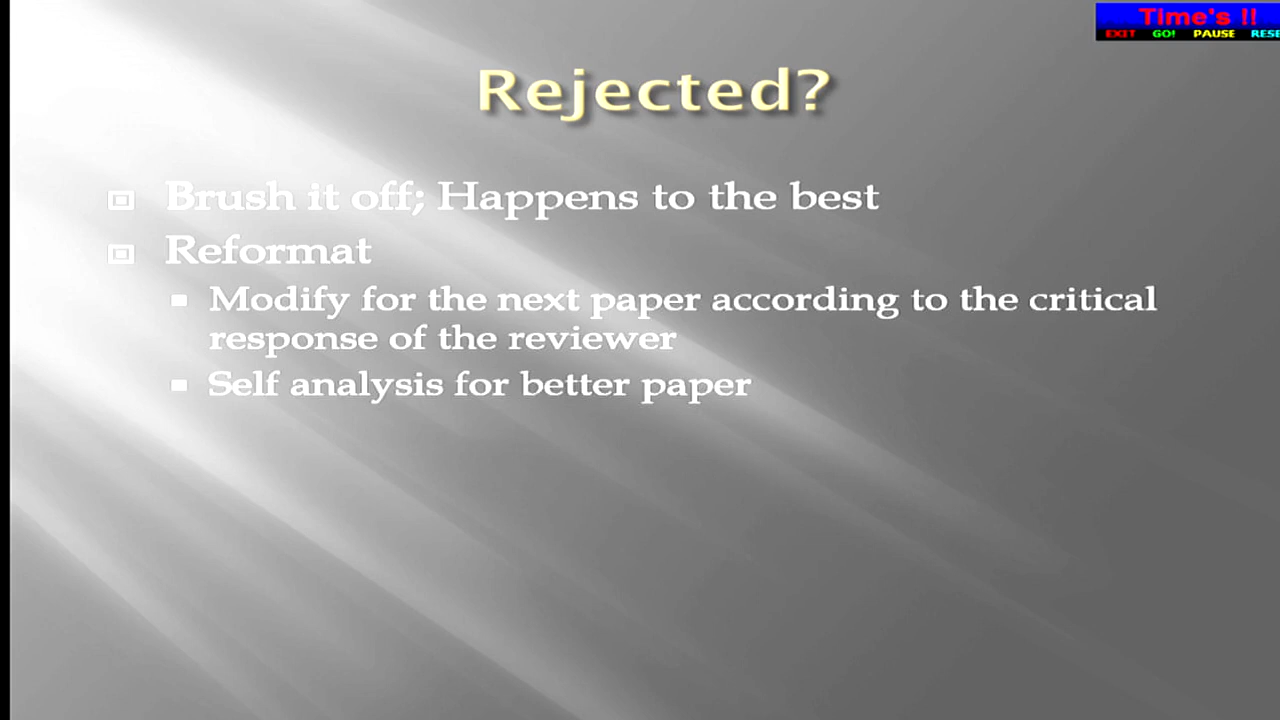 Time's !!
EXIT GO! PAUSE RESE
Rejected?
Brush it off; Happens to the best
Reformat
Modify for the next paper according to the critical
response of the reviewer
Self analysis for better paper